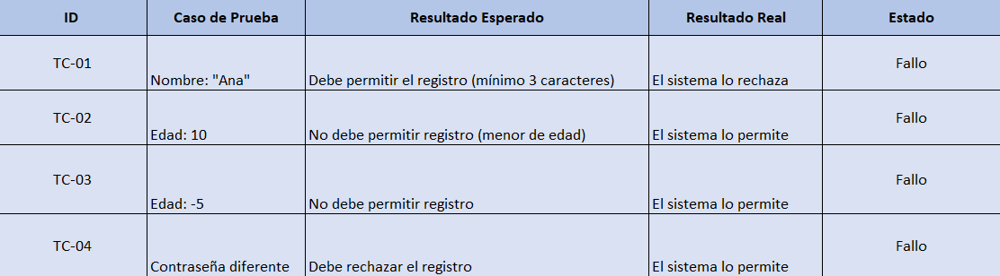 ID Caso de Prueba Resultado Esperado Resultado Real Estado
TC-01 Nombre: "Ana" Debe permitir el registro (mínimo 3 caracteres) El sistema lo rechaza Fallo
TC-02 Edad: 10 No debe permitir registro (menor de edad) El sistema lo permite Fallo
TC-03 Edad: -5 No debe permitir registro El sistema lo permite Fallo
TC-04 Contraseña diferente Debe rechazar el registro El sistema lo permite Fallo